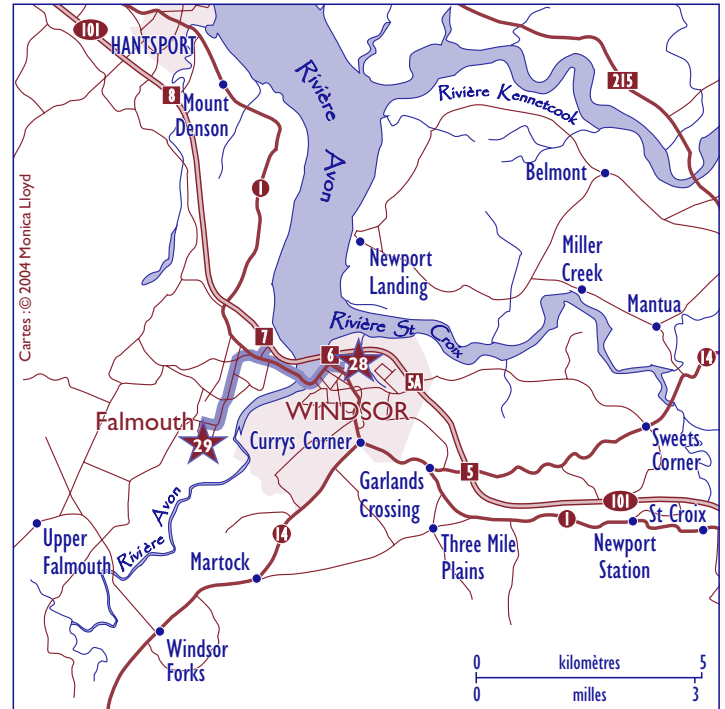 101
HANTSPORT
8
Mount
Denson
1
Rivière Avon
Rivière Kennetcook
215
Belmont
Newport
Landing
Miller
Creek
Mantua
Rivière St Croix
14
7
6
28
5A
Falmouth
29
WINDSOR
Currys Corner
Garlands
Crossing
5
Sweets
Corner
101
1
St Croix
Newport
Station
Three Mile
Plains
14
Martock
Rivière Avon
Upper
Falmouth
Windsor
Forks
0 kilomètres 5
0 milles 3
Cartes :© 2004 Monica Lloyd